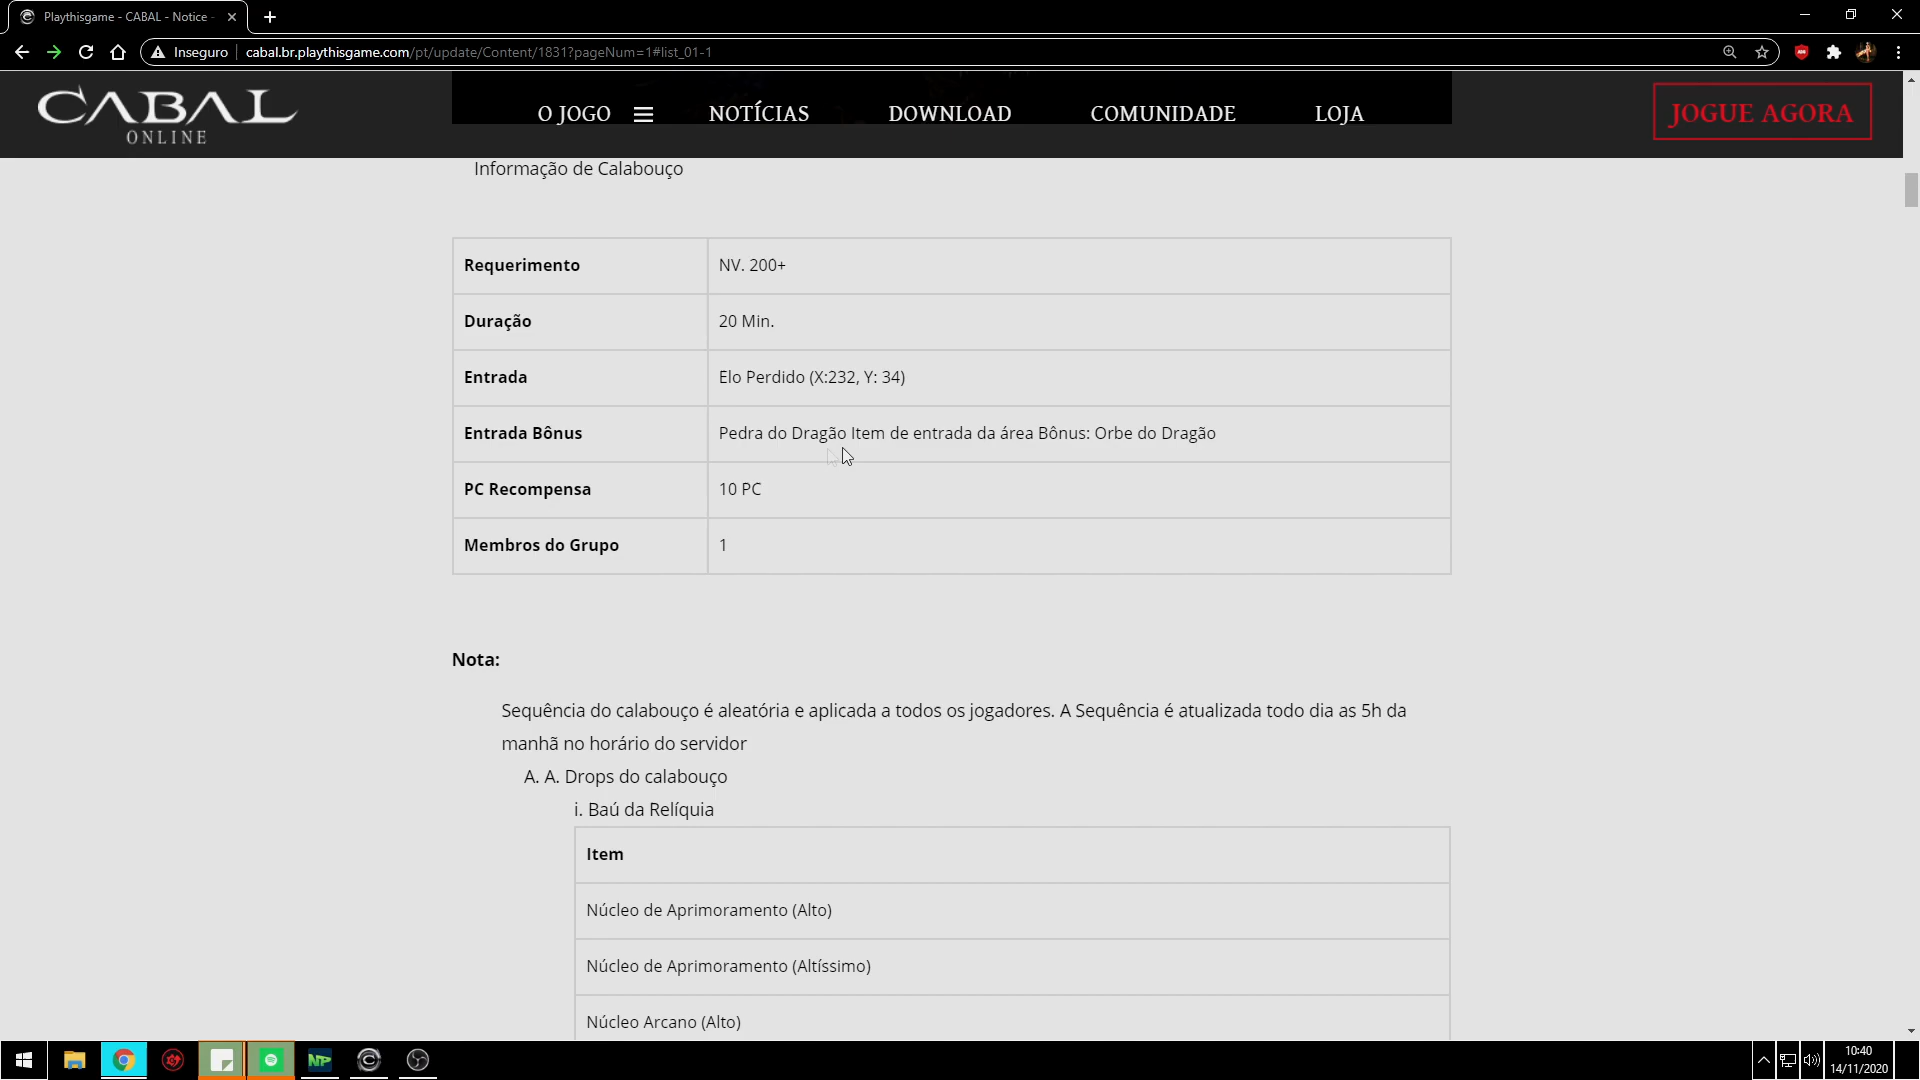 Playthisgame - CABAL - Notice -
Inseguro
cabal.br.playthisgame.com/pt/update/Content/1831?pageNum=1#list_01-1
CABAL
ONLINE
O JOGO
NOTÍCIAS
DOWNLOAD
COMUNIDADE
LOJA
JOGUE AGORA
Informação de Calabouço
Requerimento NV. 200+
Duração 20 Min.
Entrada Elo Perdido (X:232, Y: 34)
Entrada Bônus Pedra do Dragão Item de entrada da área Bônus: Orbe do Dragão
PC Recompensa 10 PC
Membros do Grupo 1
Nota:
Sequência do calabouço é aleatória e aplicada a todos os jogadores. A Sequência é atualizada todo dia as 5h da
manhã no horário do servidor
A. A. Drops do calabouço
i. Baú da Relíquia
Item
Núcleo de Aprimoramento (Alto)
Núcleo de Aprimoramento (Altíssimo)
Núcleo Arcano (Alto)
NP
10:40
14/11/2020